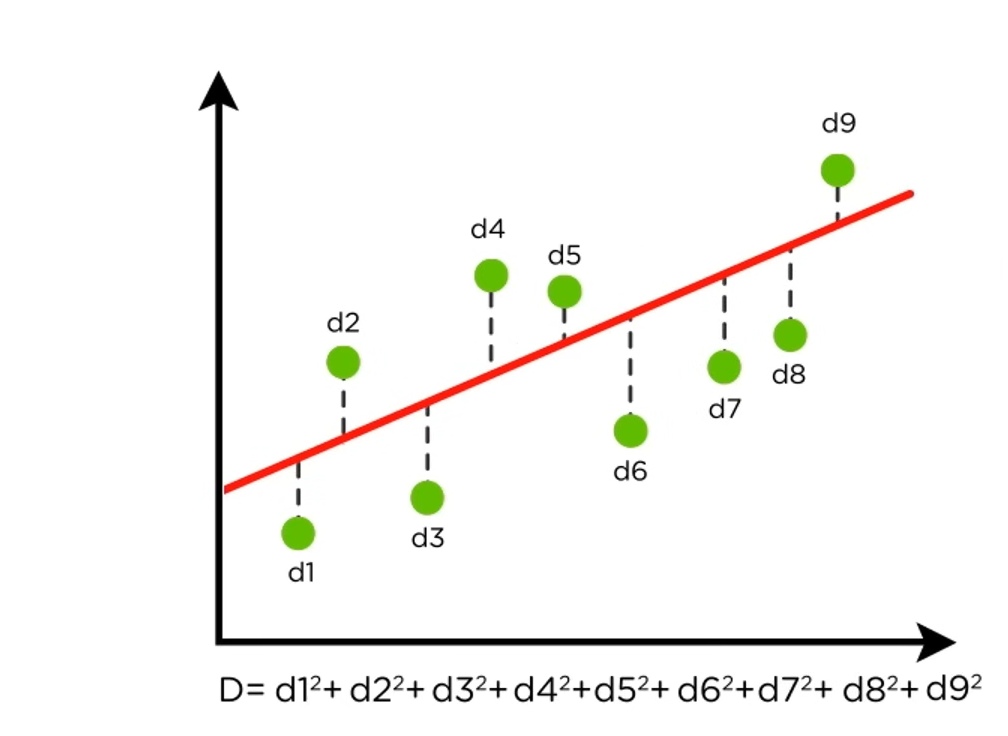 d9
d4
d5
d2
d8
d7
d6
d3
d1
D= d1²+ d2²+ d3²+ d4²+d5²+ d6²+d7²+ d8²+ d9²